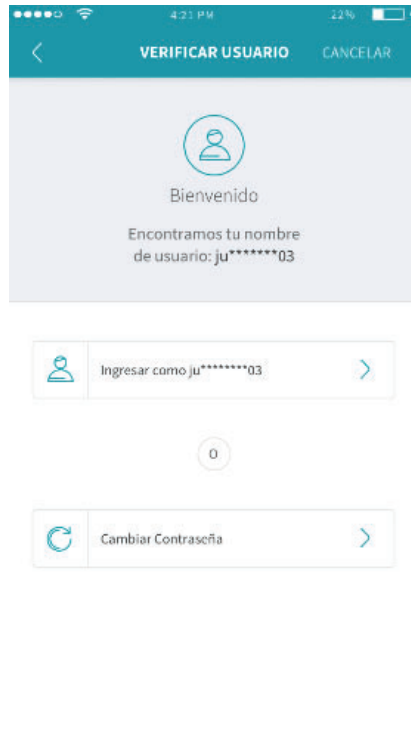 4:21 PM 22%
VERIFICAR USUARIO CANCELAR
Bienvenido
Encontramos tu nombre
de usuario: ju*******03
Ingresar como ju********03
O
Cambiar Contraseña